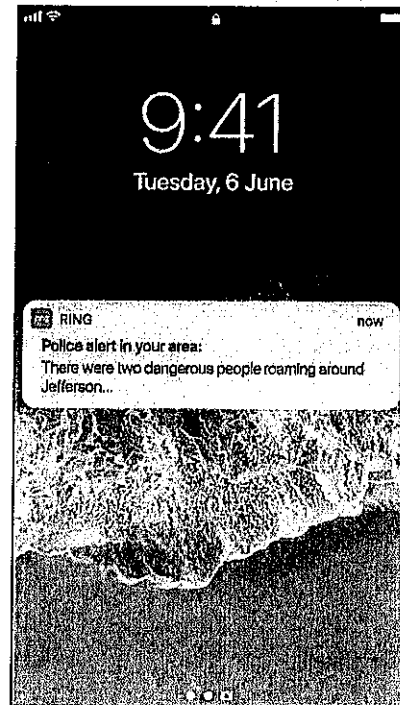 9:41
Tuesday, 6 June
RING now
Police alert in your area:
There were two dangerous people roaming around
Jefferson...